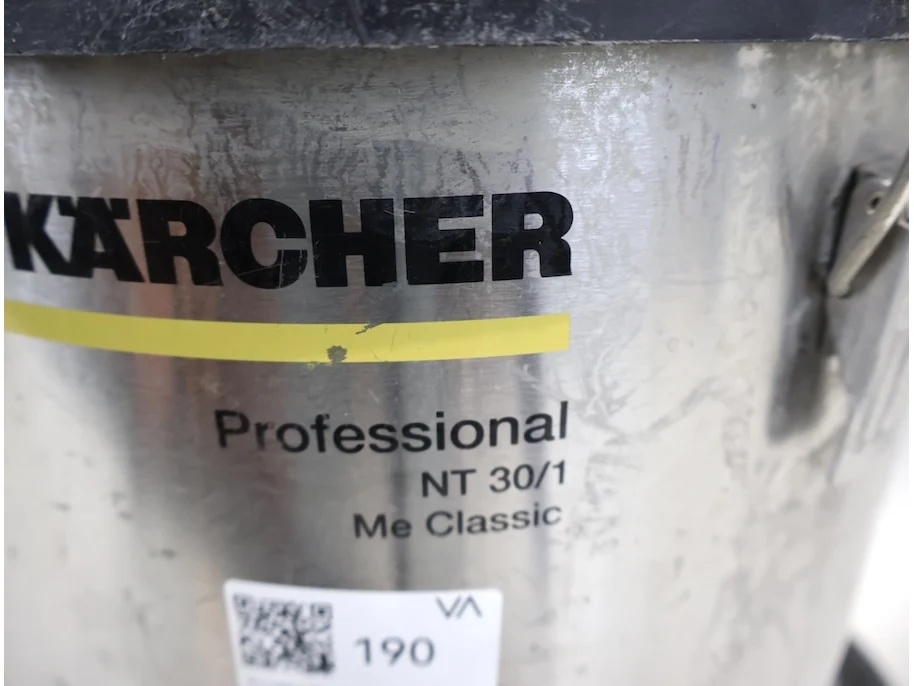 KÄRCHER
Professional
NT 30/1
Me Classic
VA
190